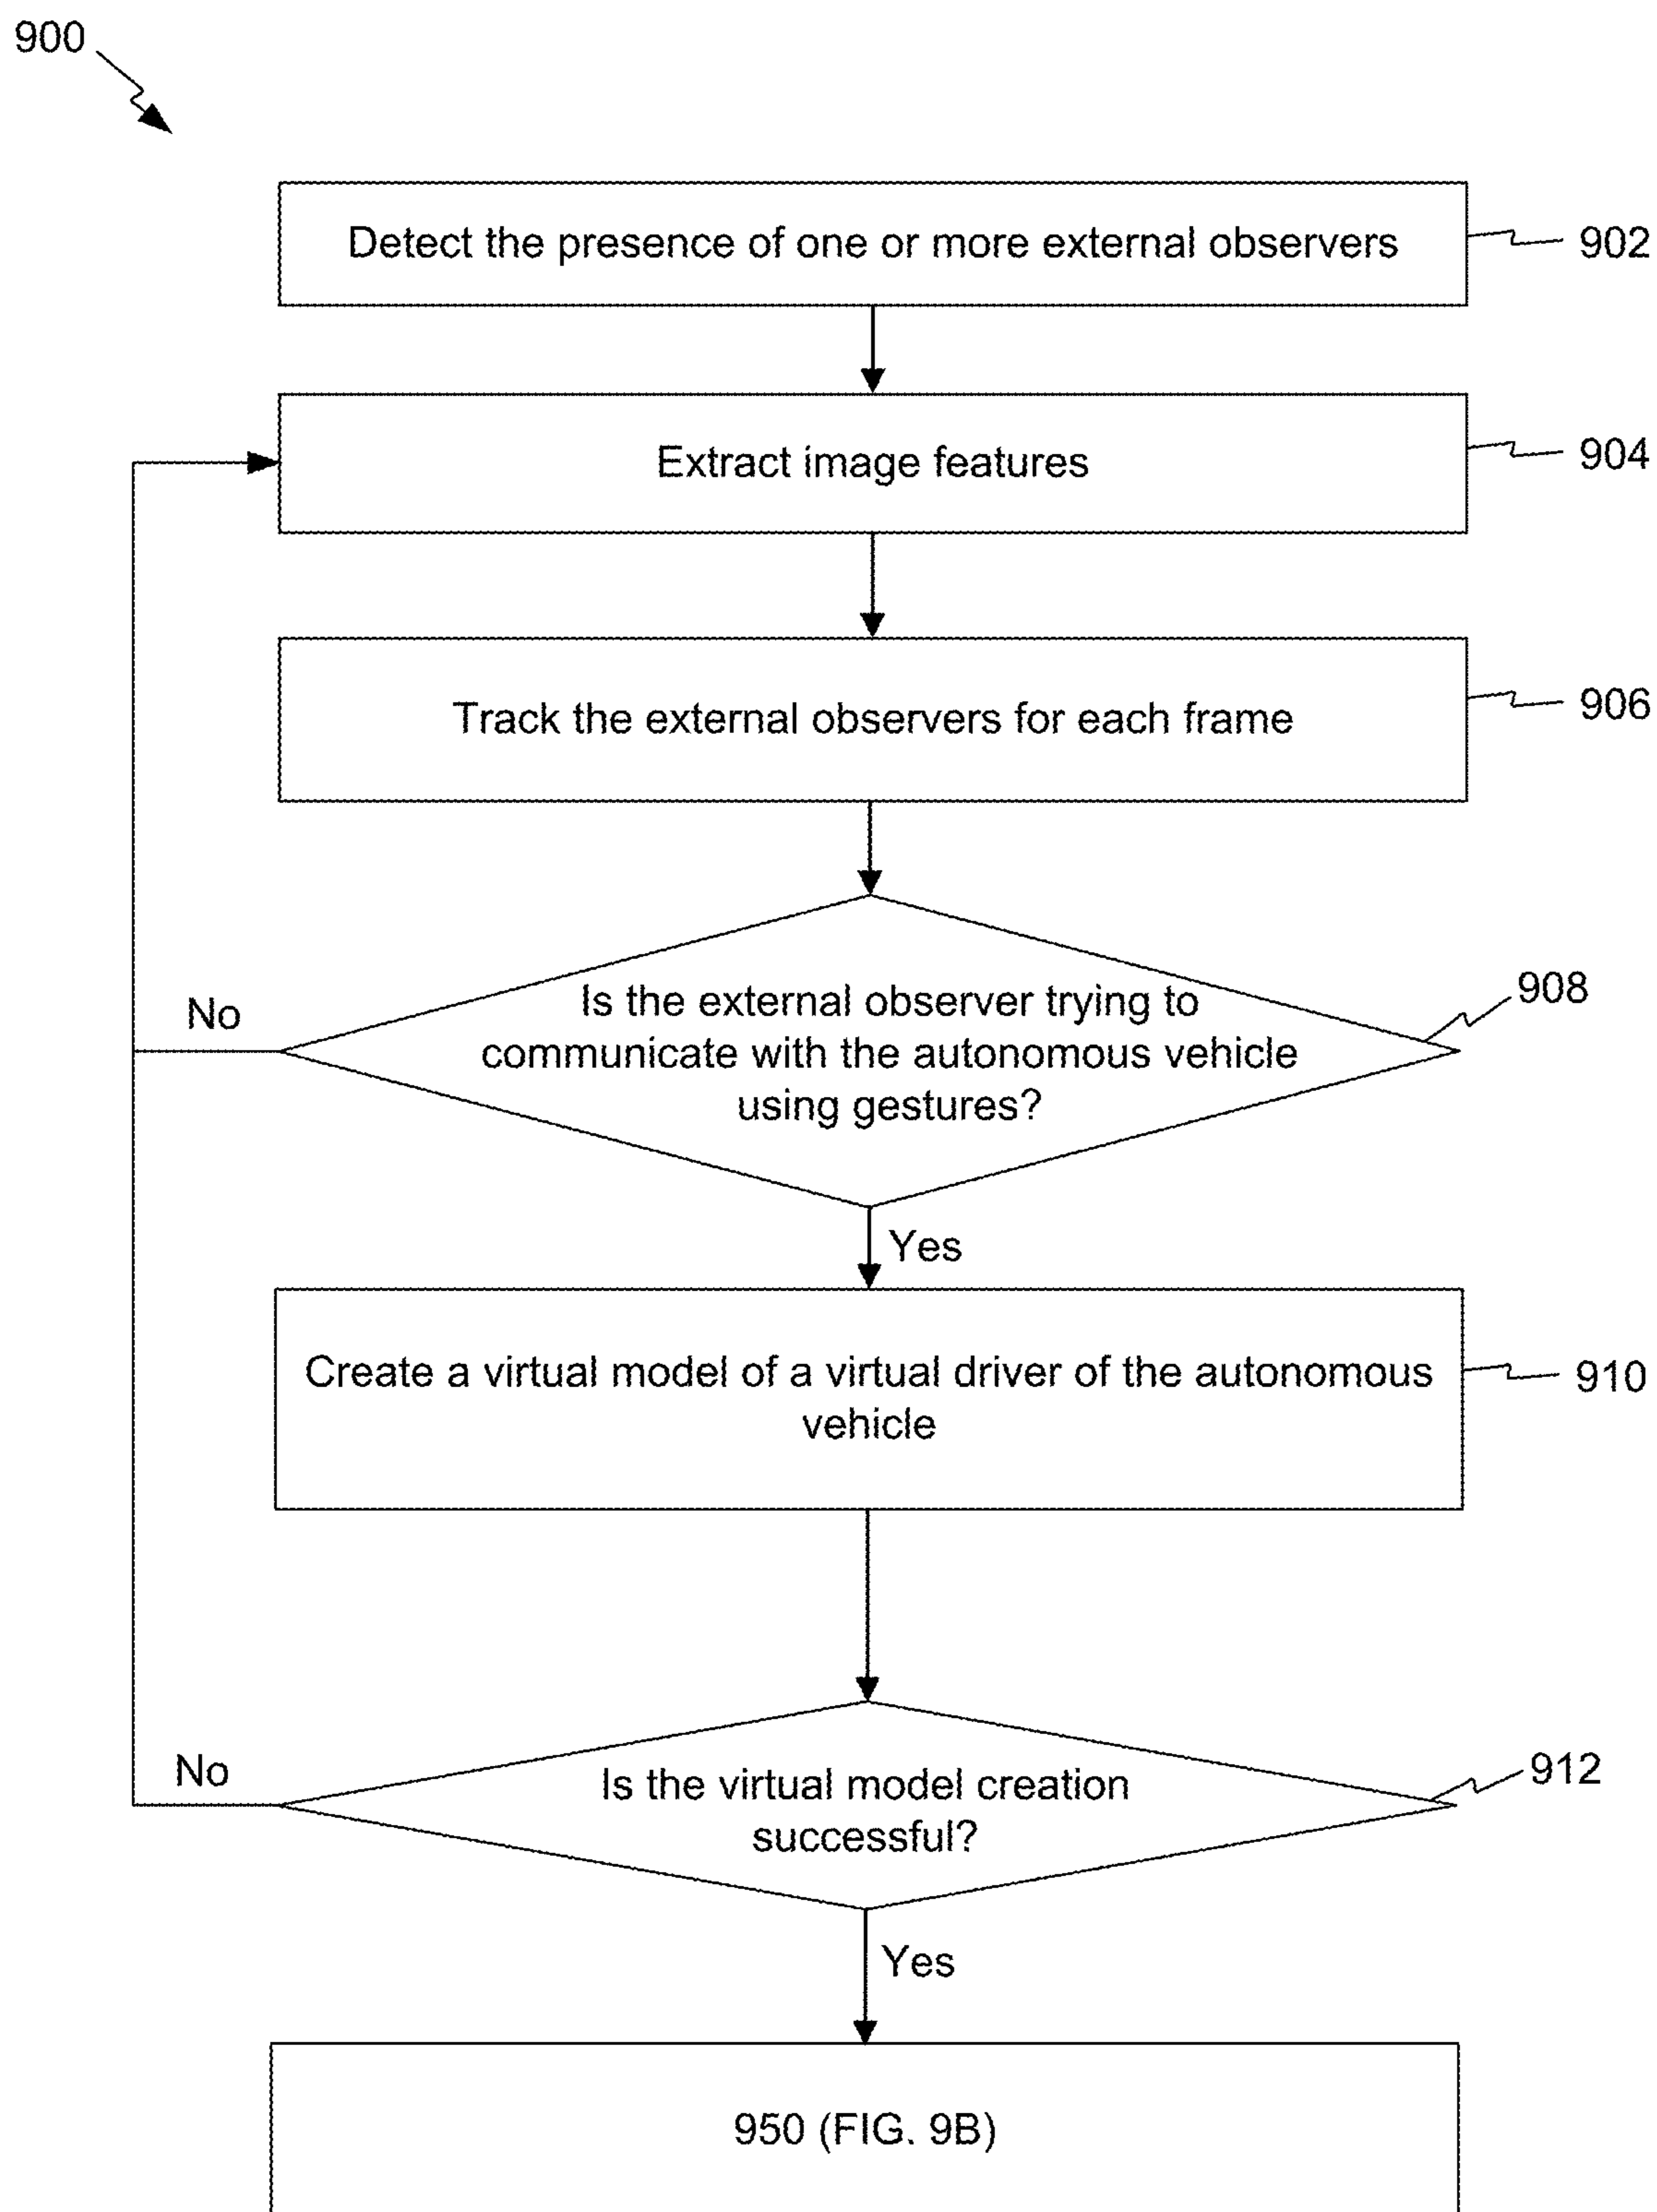 900
Detect the presence of one or more external observers
902
Extract image features
904
Track the external observers for each frame
906
Is the external observer trying to
communicate with the autonomous vehicle
using gestures?
908
No
Yes
Create a virtual model of a virtual driver of the autonomous
vehicle
910
Is the virtual model creation
successful?
912
No
Yes
950 (FIG. 9B)